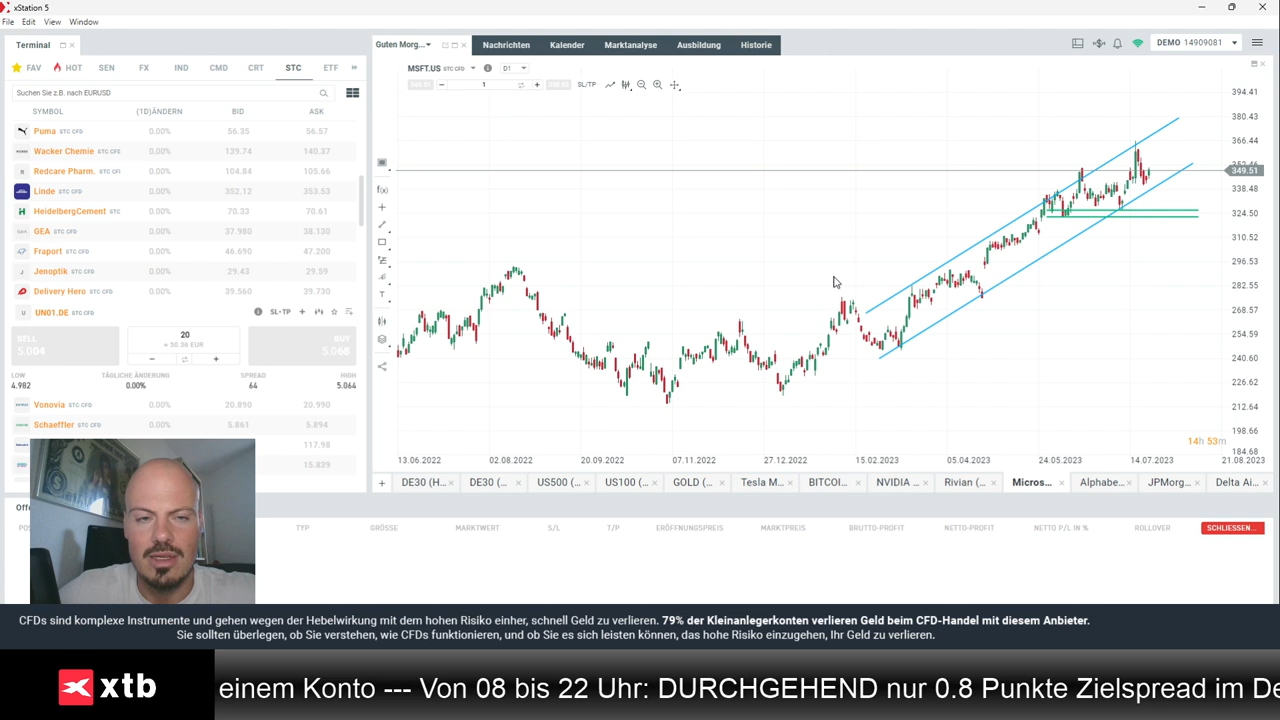 xStation 5
File Edit View Window
Terminal
Guten Morg... Nachrichten Kalender Marktanalyse Ausbildung Historie
DEMO 14909081
FAV HOT SEN FX IND CMD CRT STC ETF
MSFT.US STC CFD D1
Suchen Sie z.B. nach EURUSD
1 SL/TP
SYMBOL (1D)ÄNDERN BID ASK
Puma STC CFD 0.00% 56.35 56.57
Wacker Chemie STC CFD 0.00% 139.74 140.37
Redcare Pharm. STC CFI 0.00% 104.84 105.66
Linde STC CFD 0.00% 352.12 353.53
HeidelbergCement STC 0.00% 70.33 70.61
GEA STC CFD 0.00% 37.980 38.130
Fraport STC CFD 0.00% 46.690 47.200
Jenoptik STC CFD 0.00% 29.43 29.59
Delivery Hero STC CFD 0.00% 39.560 39.730
U UN01.DE STC CFD SL-TP
SELL 5.004
20
≈ 50.36 EUR
BUY 5.068
LOW TÄGLICHE ÄNDERUNG SPREAD HIGH
4.982 0.00% 64 5.064
Vonovia STC CFD 0.00% 20.890 20.990
Schaeffler STC CFD 0.00% 5.861 5.894
117.98
15.839
394.41
380.43
366.44
349.51
338.48
324.50
310.52
296.53
282.55
268.57
254.59
240.60
226.62
212.64
198.66
184.68
14h 53m
13.06.2022 02.08.2022 20.09.2022 07.11.2022 27.12.2022 15.02.2023 05.04.2023 24.05.2023 14.07.2023 21.08.2023
DE30 (H... DE30 (... US500 (... US100 (... GOLD (... Tesla M... BITCOI... NVIDIA ... Rivian (... Micros... Alphabe... JPMorg... Delta Ai...
Offe
TYP GRÖSSE MARKTWERT S/L T/P ERÖFFNUNGSPREIS MARKTPREIS BRUTTO-PROFIT NETTO-PROFIT NETTO P/L IN % ROLLOVER SCHLIESSEN...
CFDs sind komplexe Instrumente und gehen wegen der Hebelwirkung mit dem hohen Risiko einher, schnell Geld zu verlieren. 79% der Kleinanlegerkonten verlieren Geld beim CFD-Handel mit diesem Anbieter.
Sie sollten überlegen, ob Sie verstehen, wie CFDs funktionieren, und ob Sie es sich leisten können, das hohe Risiko einzugehen, Ihr Geld zu verlieren.
xtb einem Konto --- Von 08 bis 22 Uhr: DURCHGEHEND nur 0.8 Punkte Zielspread im De